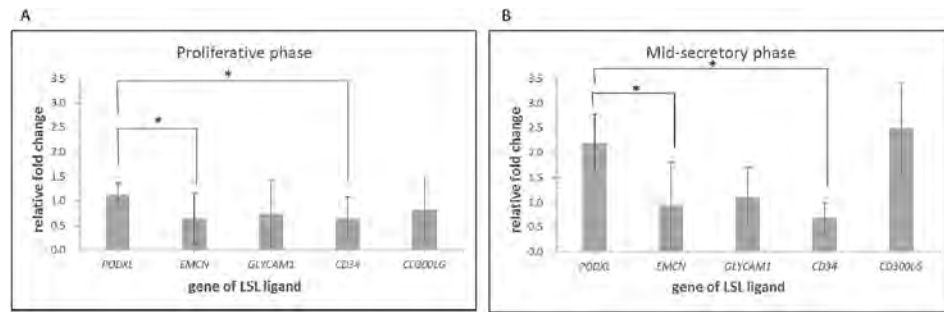 A
B
Proliferative phase
Mid-secretory phase
3.5
3.0
2.5
2.0
1.5
1.0
0.5
0.0
relative fold change
*
*
PODXL
EMCN
GLYCAM1
CD34
CD300LG
gene of LSL ligand
3.5
3.0
2.5
2.0
1.5
1.0
0.5
0.0
relative fold change
*
*
PODXL
EMCN
GLYCAM1
CD34
CD300LG
gene of LSL ligand